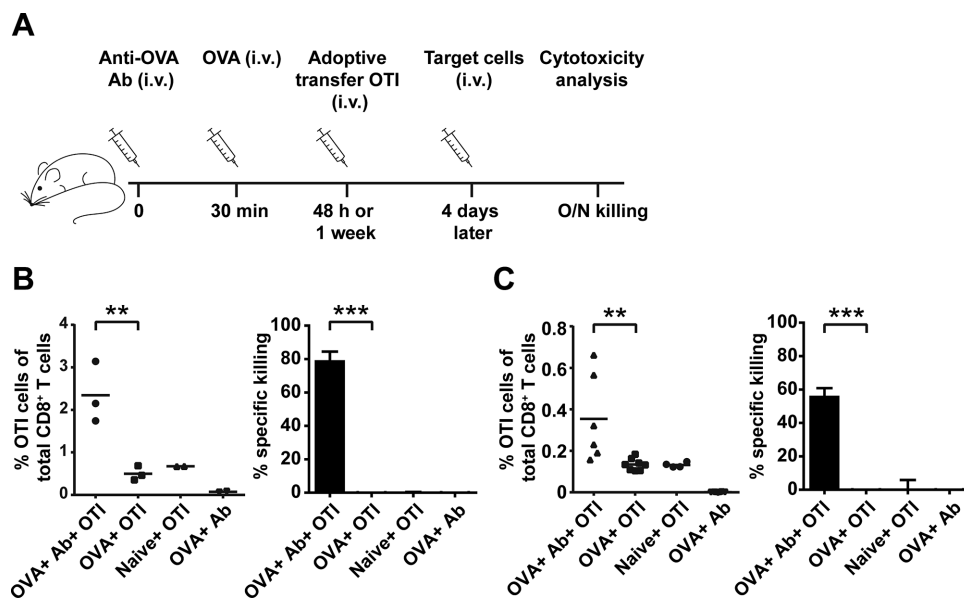 A
Anti-OVA
Ab (i.v.)
OVA (i.v.)
Adoptive
transfer OTI
(i.v.)
Target cells
(i.v.)
Cytotoxicity
analysis
0
30 min
48 h or
1 week
4 days
later
O/N killing
B
% OTI cells of
total CD8⁺ T cells
4
3
2
1
0
**
OVA+ Ab+ OTI
OVA+ OTI
Naive+ OTI
OVA+ Ab
% specific killing
100
80
60
40
20
0
***
OVA+ Ab+ OTI
OVA+ OTI
Naive+ OTI
OVA+ Ab
C
% OTI cells of
total CD8⁺ T cells
0.8
0.6
0.4
0.2
0
**
OVA+ Ab+ OTI
OVA+ OTI
Naive+ OTI
OVA+ Ab
% specific killing
100
80
60
40
20
0
***
OVA+ Ab+ OTI
OVA+ OTI
Naive+ OTI
OVA+ Ab